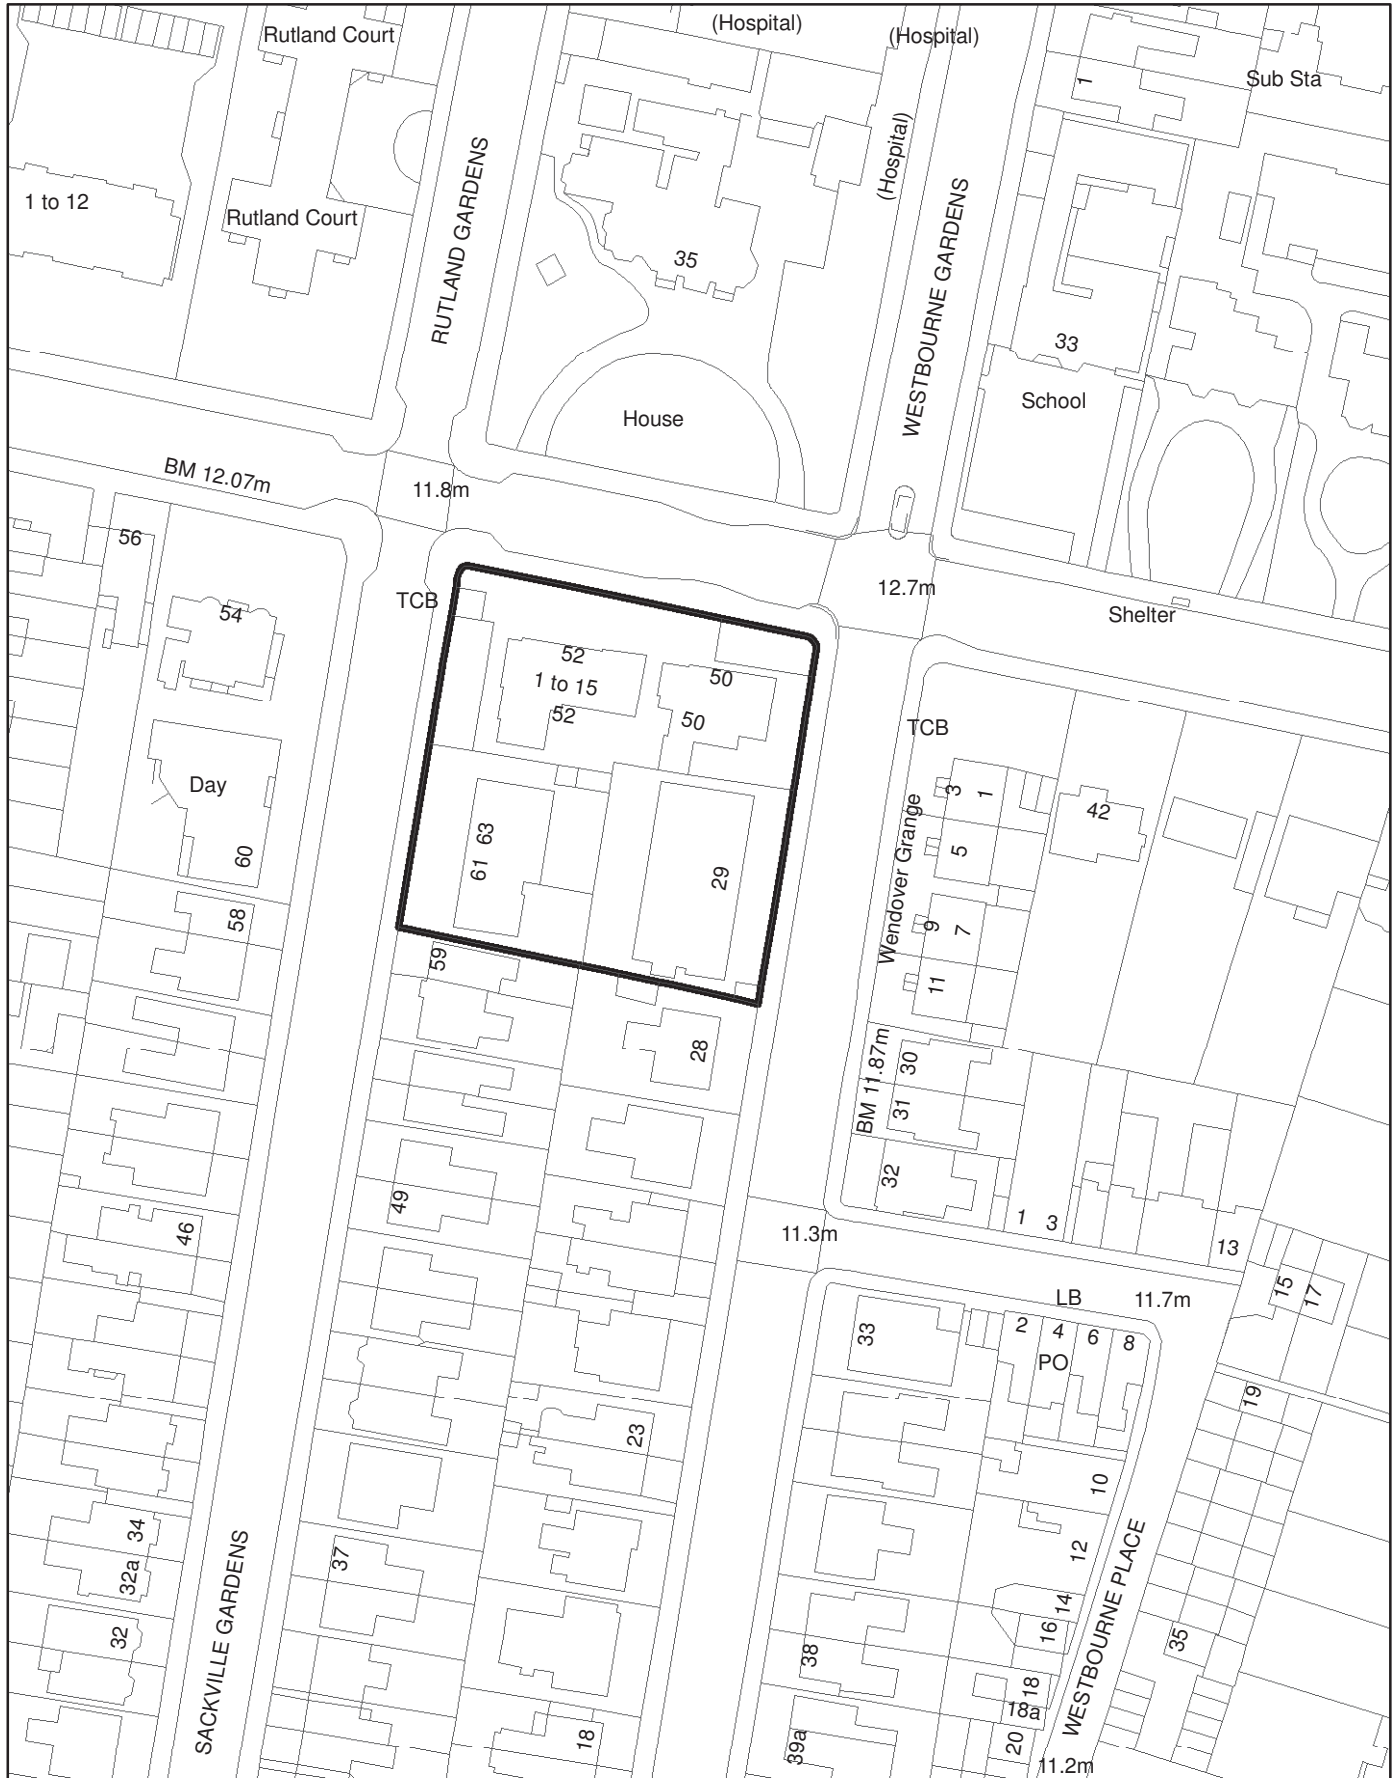 Rutland Court
(Hospital)
(Hospital)
1
Sub Sta
(Hospital)
1 to 12
Rutland Court
RUTLAND GARDENS
35
WESTBOURNE GARDENS
33
School
House
BM 12.07m
11.8m
56
12.7m
TCB
54
Shelter
52
1 to 15
52
50
50
TCB
Day
60
3
1
42
63
61
29
5
Wendover Grange
58
9
7
59
11
28
BM 11.87m
30
31
32
49
46
1
3
11.3m
13
LB
11.7m
15
17
33
2
4
6
8
PO
19
23
10
34
32a
37
12
WESTBOURNE PLACE
14
16
32
38
35
SACKVILLE GARDENS
18
18a
18
39a
20
11.2m